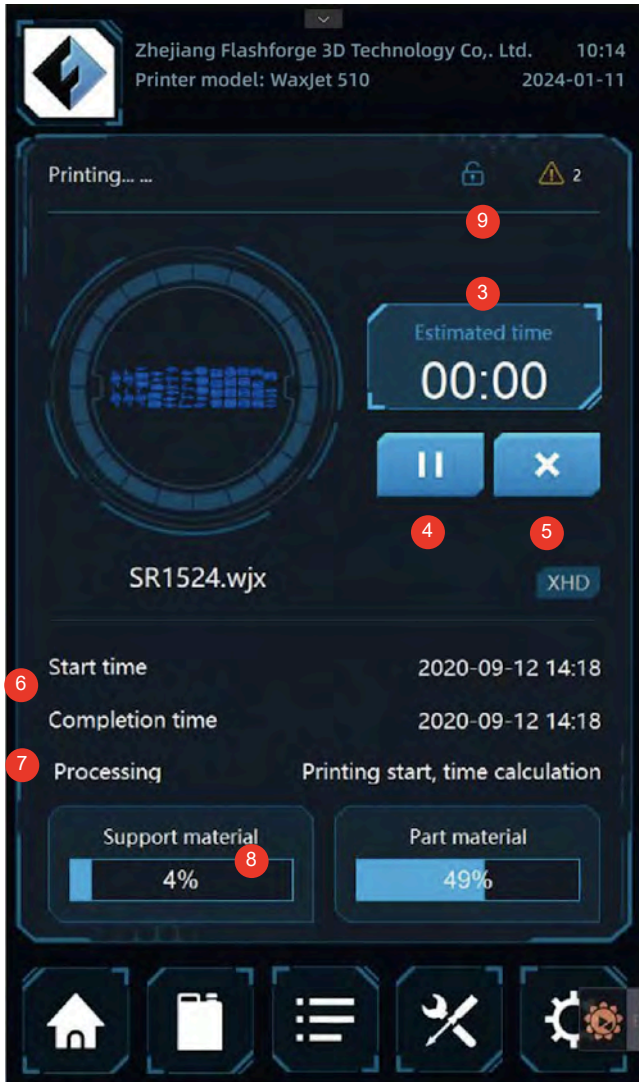 Zhejiang Flashforge 3D Technology Co,. Ltd. 10:14
Printer model: WaxJet 510 2024-01-11
Printing... ... 2
9
3
Estimated time
00:00
4 5
SR1524.wjx XHD
Start time 2020-09-12 14:18
6
Completion time 2020-09-12 14:18
7 Processing Printing start, time calculation
Support material Part material
8
4% 49%